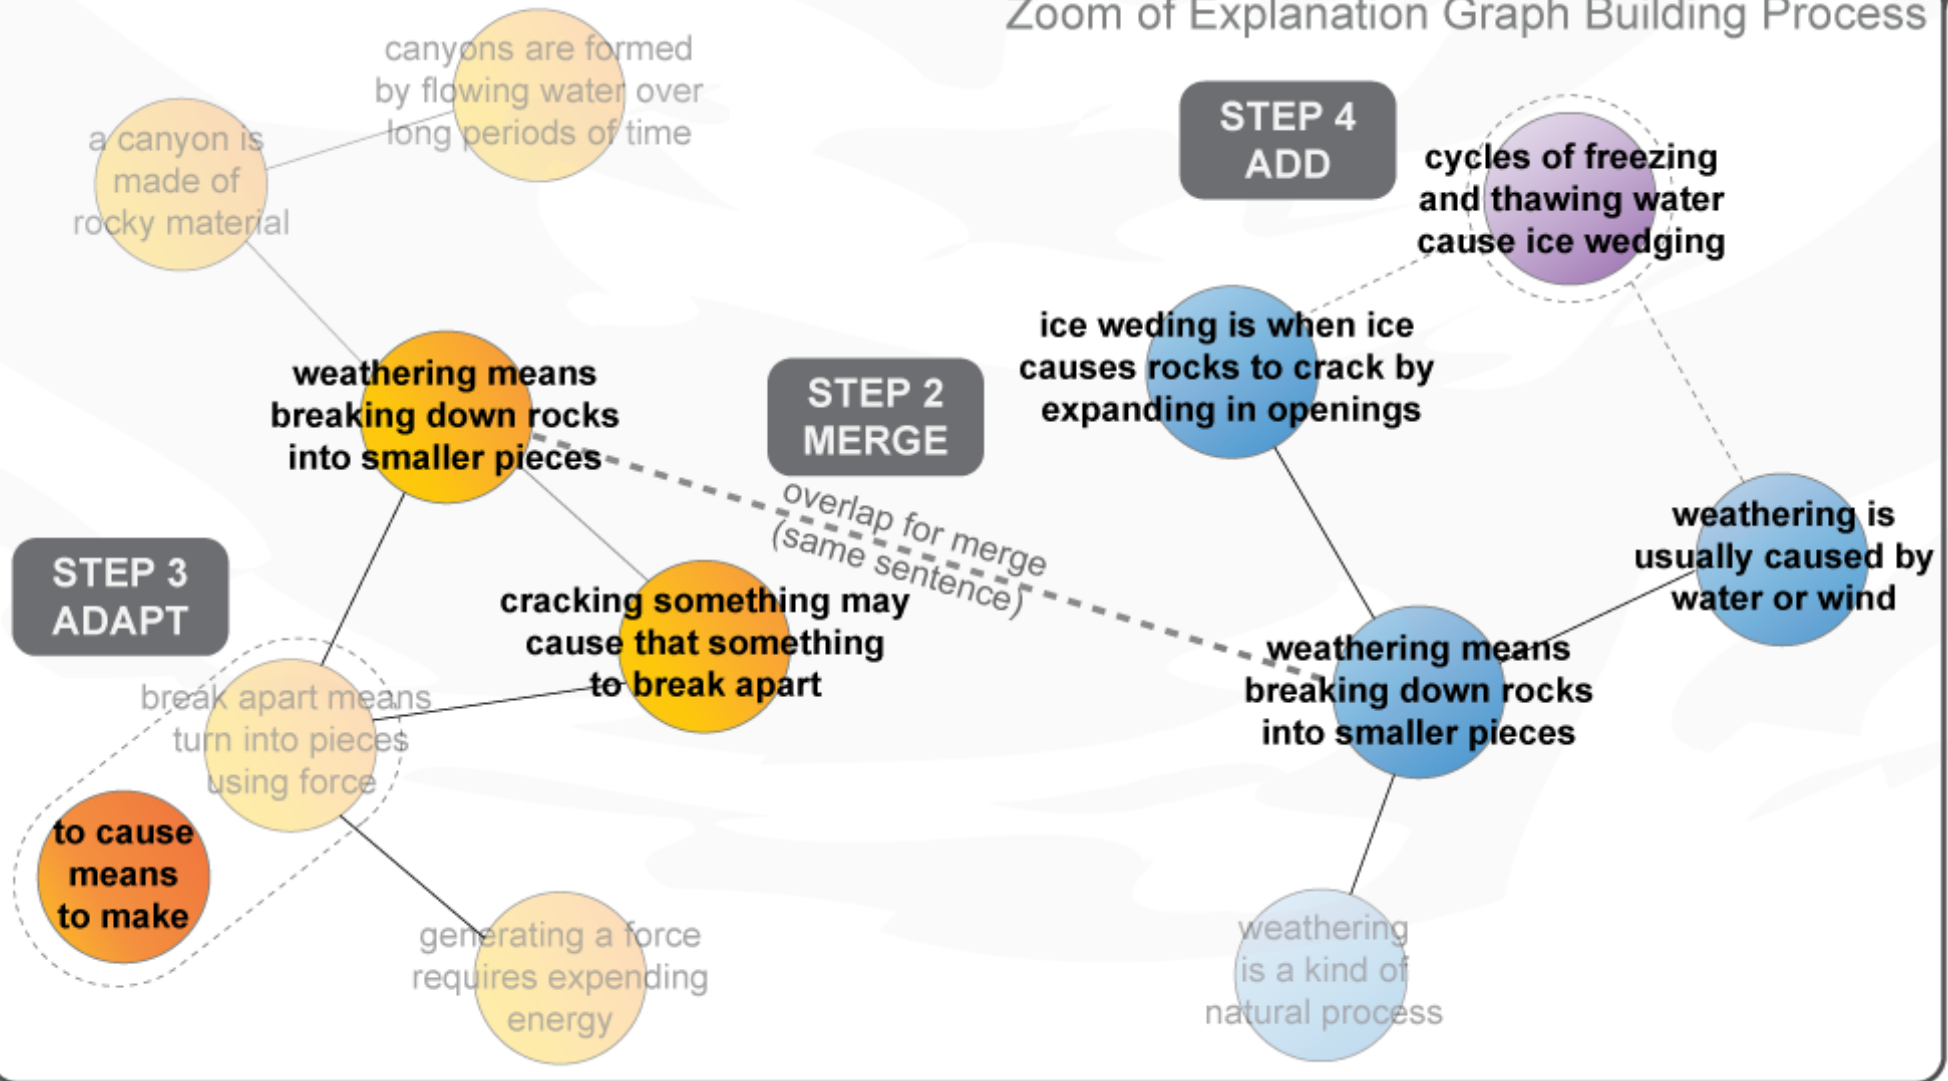 Zoom of Explanation Graph Building Process
canyons are formed
by flowing water over
long periods of time
a canyon is
made of
rocky material
STEP 4
ADD
cycles of freezing
and thawing water
cause ice wedging
ice weding is when ice
causes rocks to crack by
expanding in openings
weathering means
breaking down rocks
into smaller pieces
STEP 2
MERGE
overlap for merge
(same sentence)
weathering is
usually caused by
water or wind
STEP 3
ADAPT
cracking something may
cause that something
to break apart
weathering means
breaking down rocks
into smaller pieces
break apart means
turn into pieces
using force
to cause
means
to make
generating a force
requires expending
energy
weathering
is a kind of
natural process